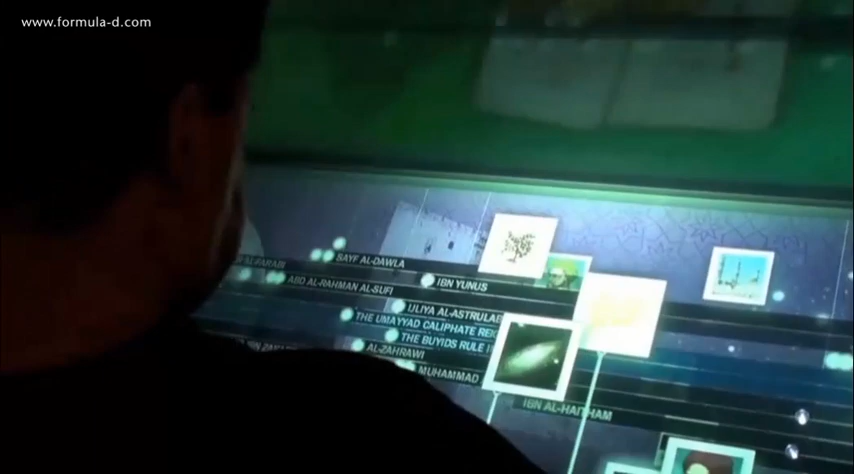 www.formula-d.com
SAYF AL-DAWLA
ABD AL-RAHMAN AL-SUFI
IBN YUNUS
THE UMAYYAD CALIPHATE
THE BUYIDS RULE
AL-ZAHRAWI
MUHAMMAD
IBN AL-HAITHAM